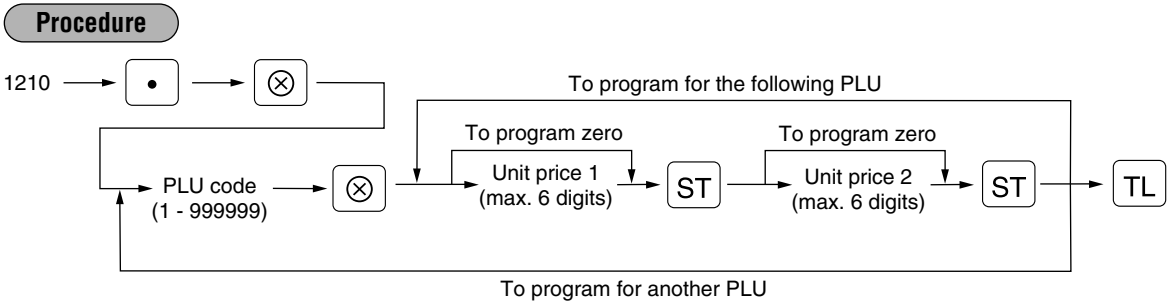 Procedure
1210 • ⊗
To program for the following PLU
To program zero To program zero
PLU code
(1 - 999999)
⊗
Unit price 1
(max. 6 digits)
ST
Unit price 2
(max. 6 digits)
ST
TL
To program for another PLU